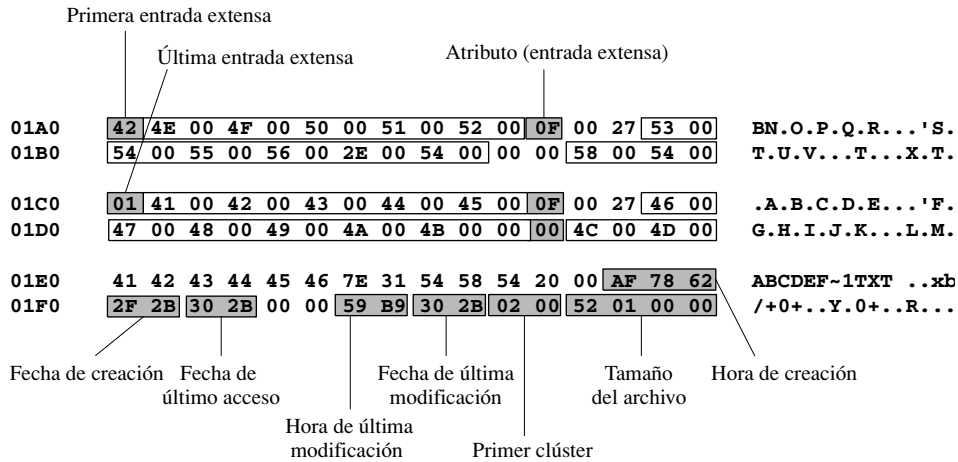 Primera entrada extensa
Última entrada extensa
Atributo (entrada extensa)
01A0 42 4E 00 4F 00 50 00 51 00 52 00 0F 00 27 53 00 BN.O.P.Q.R...'S.
01B0 54 00 55 00 56 00 2E 00 54 00 00 00 58 00 54 00 T.U.V...T...X.T.
01C0 01 41 00 42 00 43 00 44 00 45 00 0F 00 27 46 00 .A.B.C.D.E...'F.
01D0 47 00 48 00 49 00 4A 00 4B 00 00 00 4C 00 4D 00 G.H.I.J.K...L.M.
01E0 41 42 43 44 45 46 7E 31 54 58 54 20 00 AF 78 62 ABCDEF~1TXT ..xb
01F0 2F 2B 30 2B 00 00 59 B9 30 2B 02 00 52 01 00 00 /+0+..Y.0+..R...
Fecha de creación
Fecha de
último acceso
Hora de última
modificación
Fecha de última
modificación
Primer clúster
Tamaño
del archivo
Hora de creación